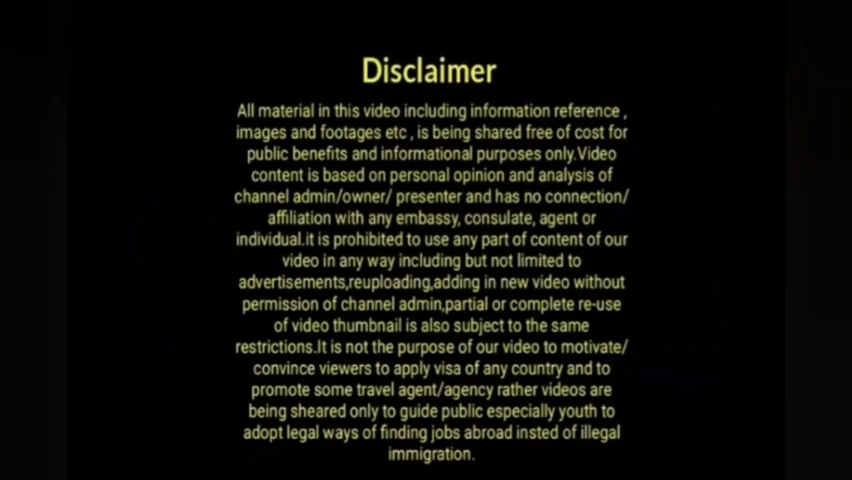 Disclaimer
All material in this video including information reference ,
images and footages etc , is being shared free of cost for
public benefits and informational purposes only.Video
content is based on personal opinion and analysis of
channel admin/owner/ presenter and has no connection/
affiliation with any embassy, consulate, agent or
individual.it is prohibited to use any part of content of our
video in any way including but not limited to
advertisements,reuploading,adding in new video without
permission of channel admin,partial or complete re-use
of video thumbnail is also subject to the same
restrictions.It is not the purpose of our video to motivate/
convince viewers to apply visa of any country and to
promote some travel agent/agency rather videos are
being sheared only to guide public especially youth to
adopt legal ways of finding jobs abroad insted of illegal
immigration.